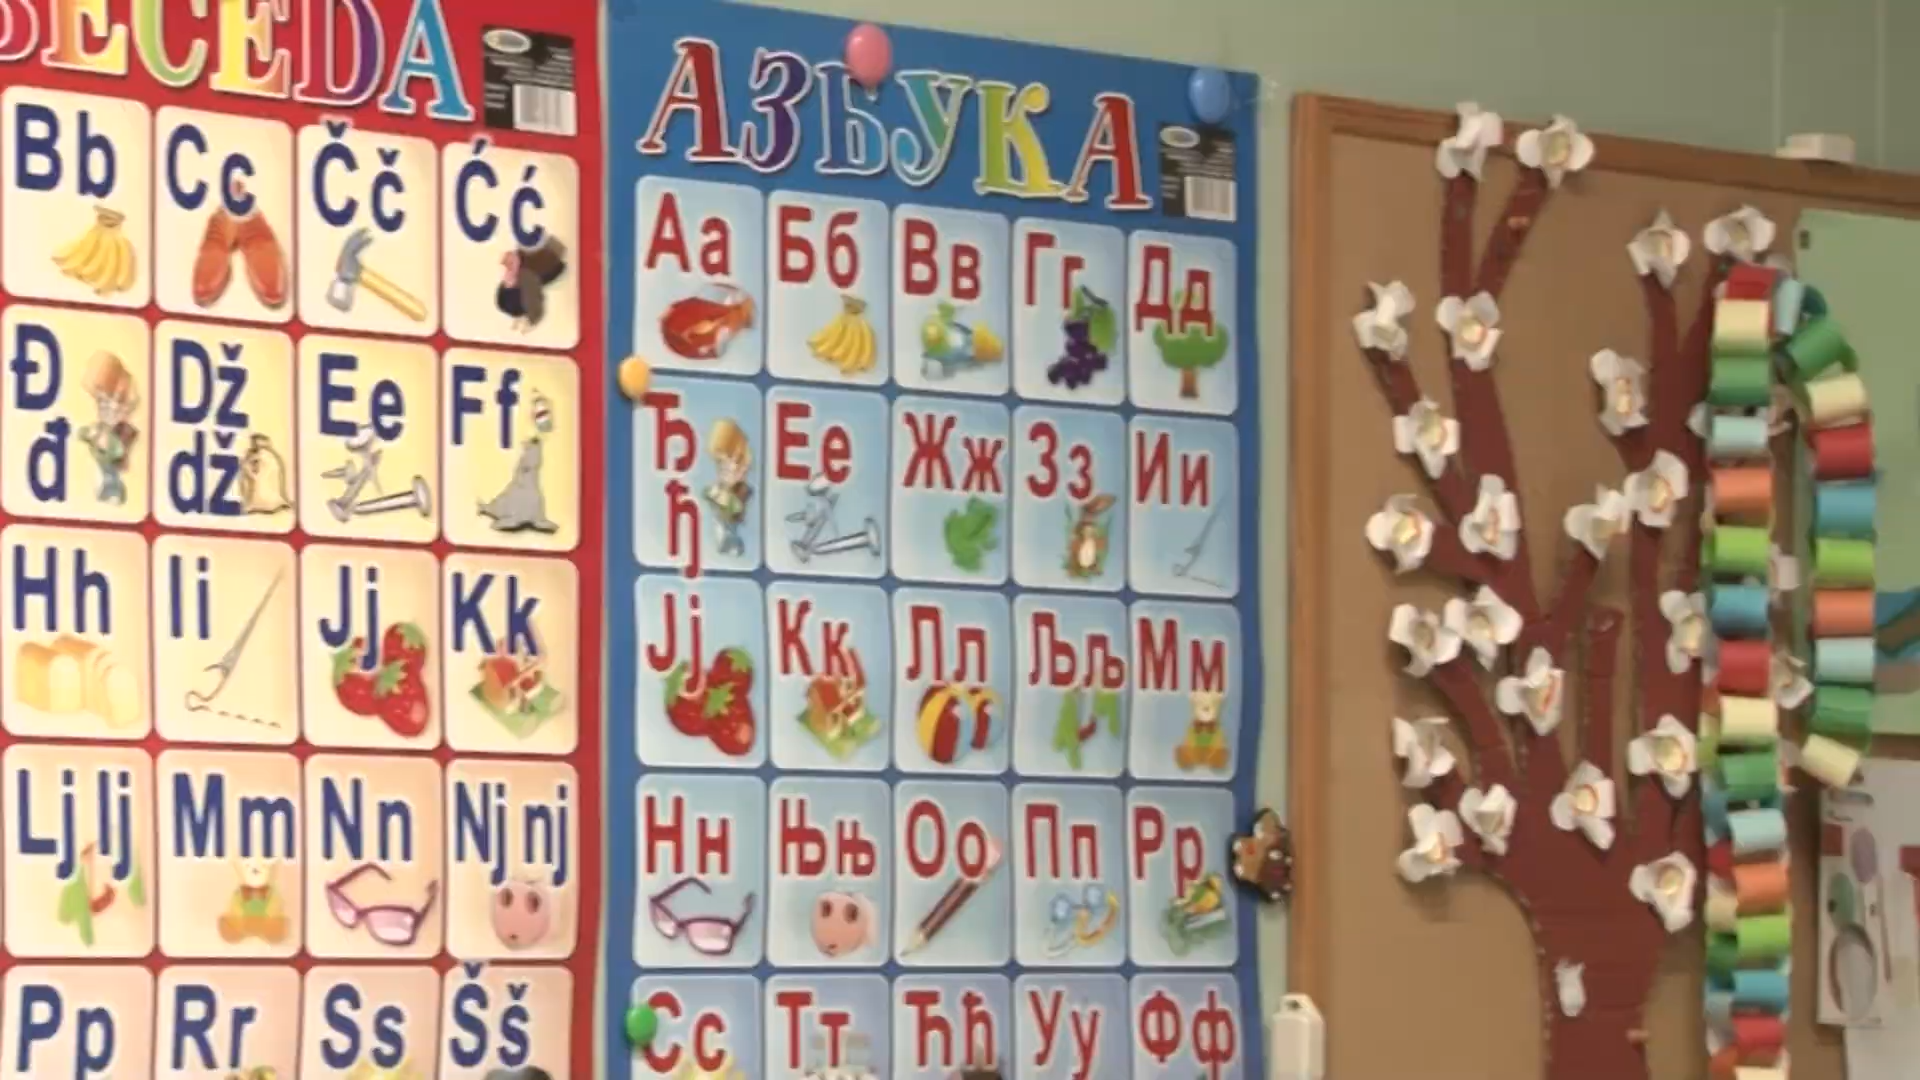 BECEDA
Bb Cc Čč Ćć
Đ đ Dž dž Ee Ff
Hh Ii Jj Kk
Lj lj Mm Nn Nj nj
Pp Rr Ss Šš
АЗБУКА
Аа Бб Вв Гг Дд
Ђ ђ Ее Жж Зз Ии
Јј Кк Лл Љљ Мм
Нн Њњ Оо Пп Рр
Сс Тт Ћћ Уу Фф